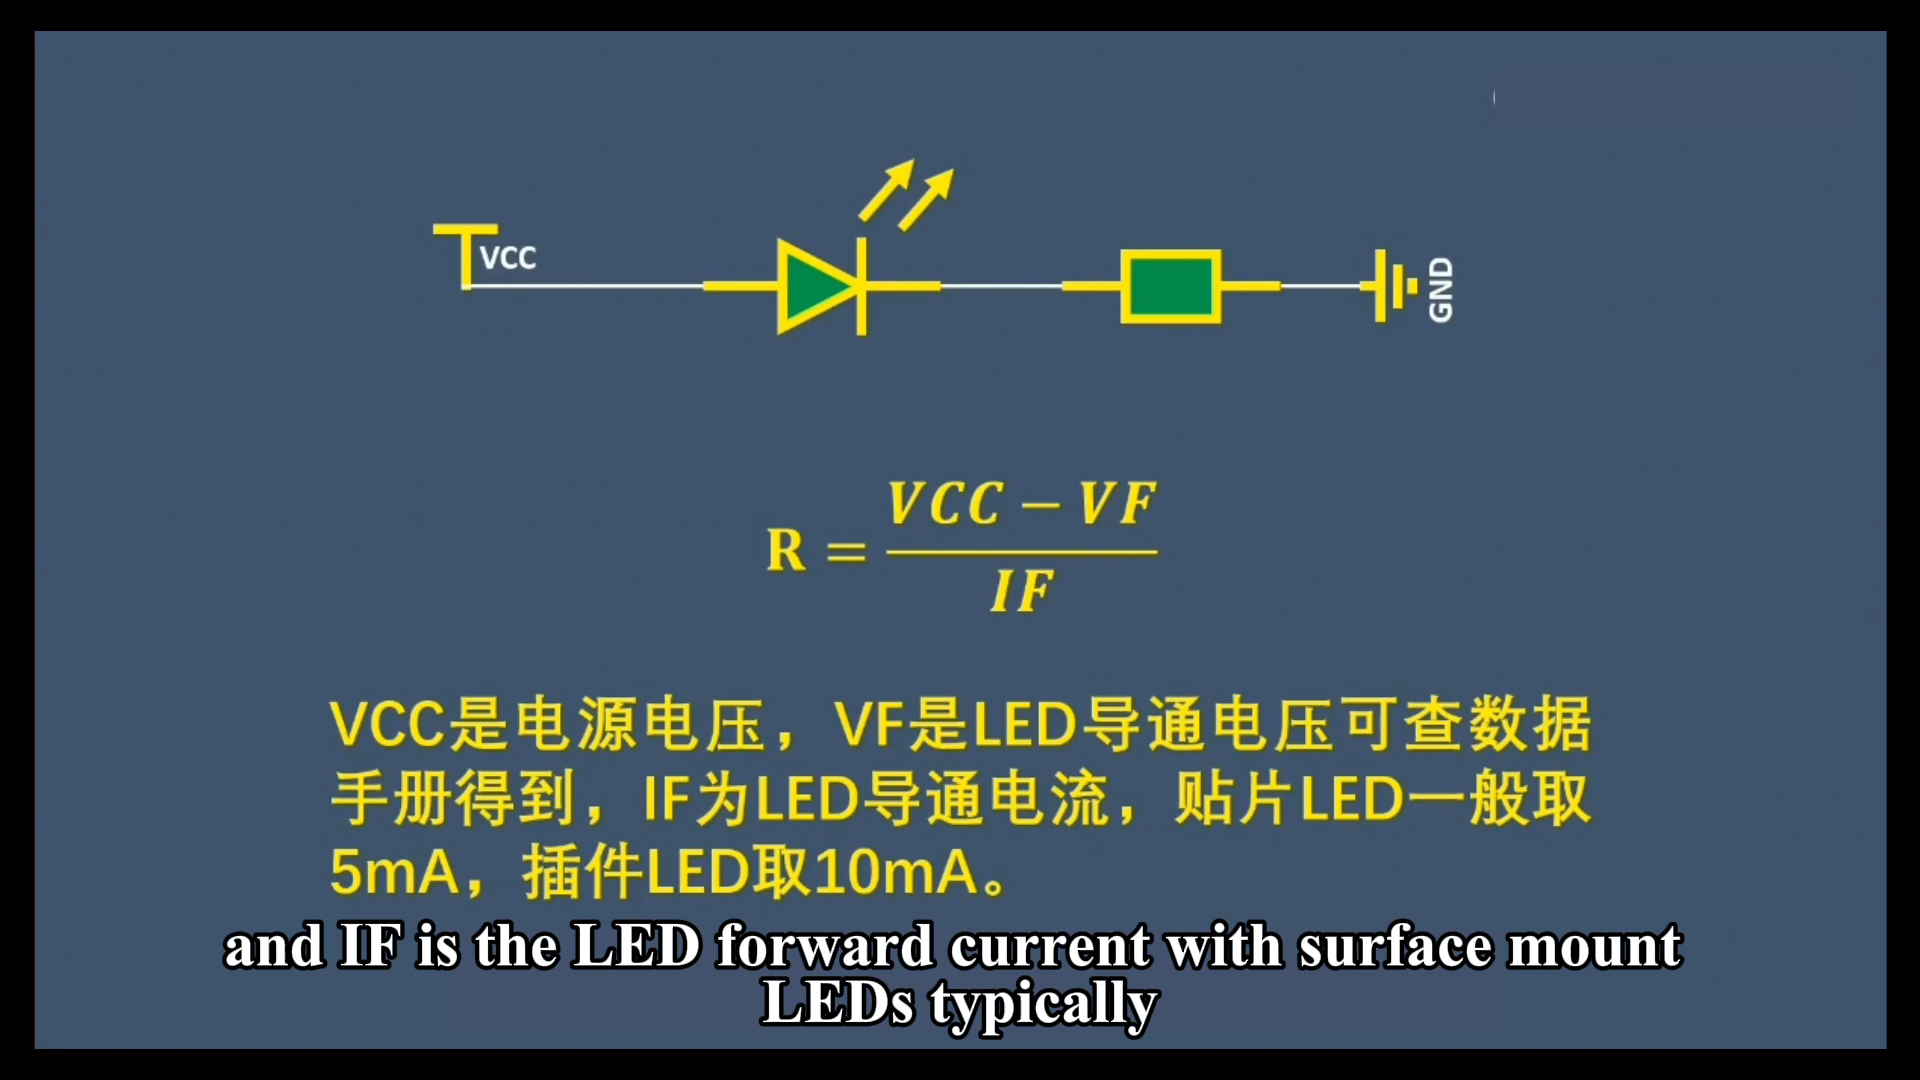 VCC
GND
R = \frac{VCC - VF}{IF}
VCC是电源电压，VF是LED导通电压可查数据
手册得到，IF为LED导通电流，贴片LED一般取
5mA，插件LED取10mA。
and IF is the LED forward current with surface mount
LEDs typically